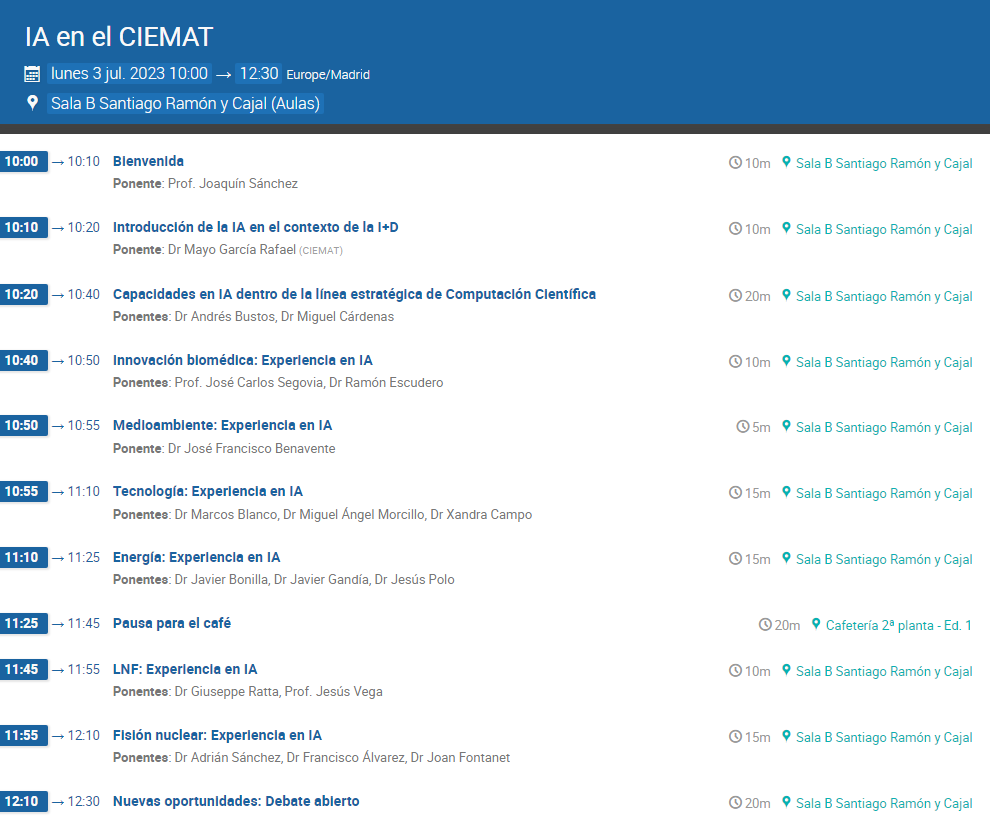 IA en el CIEMAT
lunes 3 jul. 2023 10:00 → 12:30 Europe/Madrid
Sala B Santiago Ramón y Cajal (Aulas)
10:00 → 10:10 Bienvenida 10m Sala B Santiago Ramón y Cajal
Ponente: Prof. Joaquín Sánchez
10:10 → 10:20 Introducción de la IA en el contexto de la I+D 10m Sala B Santiago Ramón y Cajal
Ponente: Dr Mayo García Rafael (CIEMAT)
10:20 → 10:40 Capacidades en IA dentro de la línea estratégica de Computación Científica 20m Sala B Santiago Ramón y Cajal
Ponentes: Dr Andrés Bustos, Dr Miguel Cárdenas
10:40 → 10:50 Innovación biomédica: Experiencia en IA 10m Sala B Santiago Ramón y Cajal
Ponentes: Prof. José Carlos Segovia, Dr Ramón Escudero
10:50 → 10:55 Medioambiente: Experiencia en IA 5m Sala B Santiago Ramón y Cajal
Ponente: Dr José Francisco Benavente
10:55 → 11:10 Tecnología: Experiencia en IA 15m Sala B Santiago Ramón y Cajal
Ponentes: Dr Marcos Blanco, Dr Miguel Ángel Morcillo, Dr Xandra Campo
11:10 → 11:25 Energía: Experiencia en IA 15m Sala B Santiago Ramón y Cajal
Ponentes: Dr Javier Bonilla, Dr Javier Gandía, Dr Jesús Polo
11:25 → 11:45 Pausa para el café 20m Cafetería 2ª planta - Ed. 1
11:45 → 11:55 LNF: Experiencia en IA 10m Sala B Santiago Ramón y Cajal
Ponentes: Dr Giuseppe Ratta, Prof. Jesús Vega
11:55 → 12:10 Fisión nuclear: Experiencia en IA 15m Sala B Santiago Ramón y Cajal
Ponentes: Dr Adrián Sánchez, Dr Francisco Álvarez, Dr Joan Fontanet
12:10 → 12:30 Nuevas oportunidades: Debate abierto 20m Sala B Santiago Ramón y Cajal